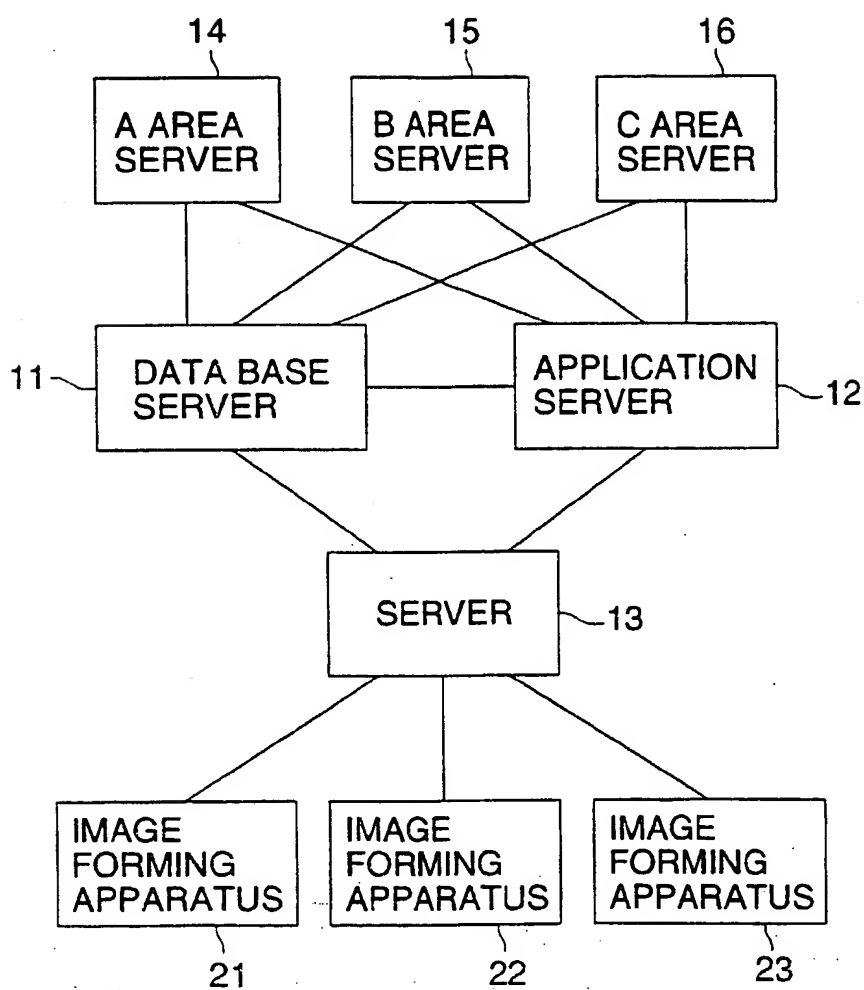 14
15
16
A AREA
SERVER
B AREA
SERVER
C AREA
SERVER
11
DATA BASE
SERVER
APPLICATION
SERVER
12
SERVER
13
IMAGE
FORMING
APPARATUS
IMAGE
FORMING
APPARATUS
IMAGE
FORMING
APPARATUS
21
22
23